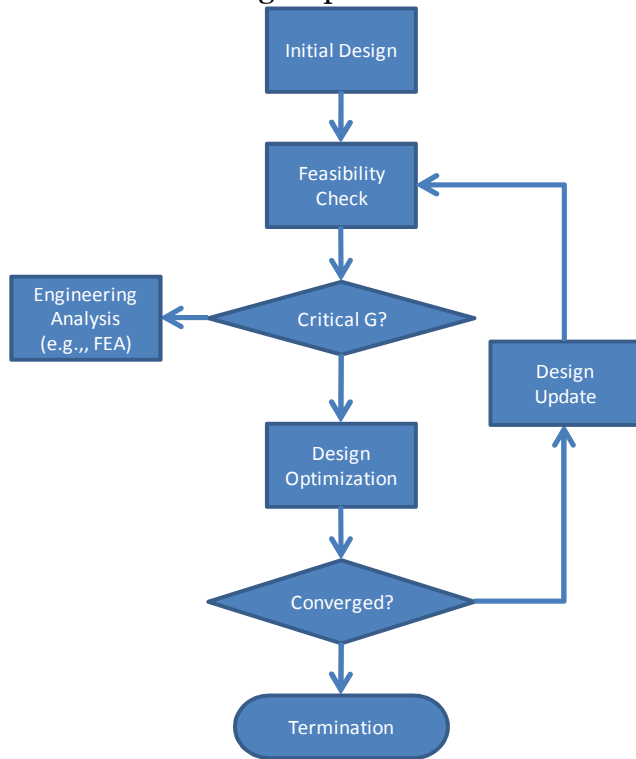 Initial Design
Feasibility
Check
Engineering
Analysis
(e.g.,, FEA)
Critical G?
Design
Update
Design
Optimization
Converged?
Termination